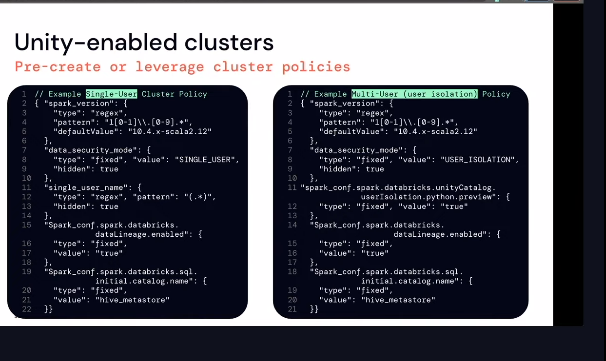 Unity-enabled clusters
Pre-create or leverage cluster policies
1 // Example Single-User Cluster Policy
2 { "spark_version": {
3 "type": "regex",
4 "pattern": "1[0-1]\\.[0-9].*",
5 "defaultValue": "10.4.x-scala2.12"
6 },
7 "data_security_mode": {
8 "type": "fixed", "value": "SINGLE_USER",
9 "hidden": true
10 },
11 "single_user_name": {
12 "type": "regex", "pattern": "(.*)",
13 "hidden": true
14 },
15 "Spark_conf.spark.databricks.
dataLineage.enabled": {
16 "type": "fixed",
17 "value": "true"
18 },
19 "Spark_conf.spark.databricks.sql.
initial.catalog.name": {
20 "type": "fixed",
21 "value": "hive_metastore"
22 }}
1 // Example Multi-User (user isolation) Policy
2 { "spark_version": {
3 "type": "regex",
4 "pattern": "1[0-1]\\.[0-9].*",
5 "defaultValue": "10.4.x-scala2.12"
6 },
7 "data_security_mode": {
8 "type": "fixed", "value": "USER_ISOLATION",
9 "hidden": true
10 },
11 "spark_conf.spark.databricks.unityCatalog.
userIsolation.python.preview": {
12 "type": "fixed", "value": "true"
13 },
14 "Spark_conf.spark.databricks.
dataLineage.enabled": {
15 "type": "fixed",
16 "value": "true"
17 },
18 "Spark_conf.spark.databricks.sql.
initial.catalog.name": {
19 "type": "fixed",
20 "value": "hive_metastore"
21 }}